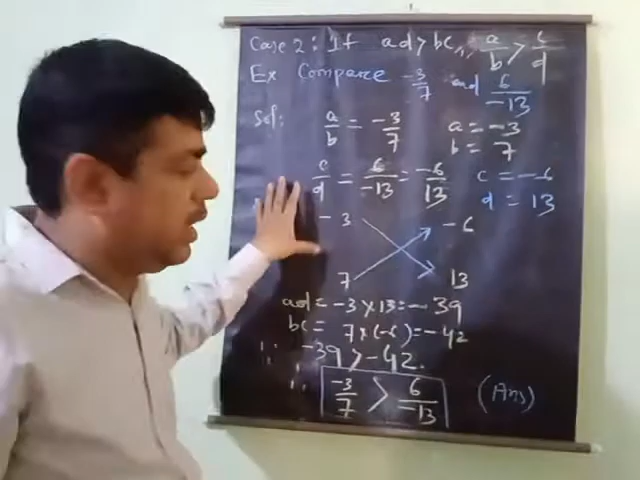 Case 2: If ad > bc, a/b > c/d
Ex Compare -3/7 and 6/-13
Sol: a/b = -3/7 a = -3
b = 7
c/d = 6/-13 = -6/13 c = -6
d = 13
-3 -6
7 13
ad = -3 × 13 = -39
bc = 7 × (-6) = -42
∵ -39 > -42.
∴ -3/7 > 6/-13 (Ans)